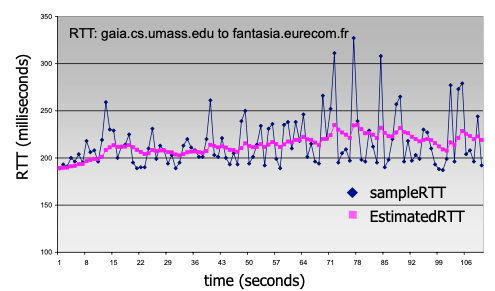 RTT: gaia.cs.umass.edu to fantasia.eurecom.fr
350
300
250
200
150
100
RTT (milliseconds)
sampleRTT
EstimatedRTT
1 8 15 22 29 36 43 50 57 64 71 78 85 92 99 106
time (seconds)